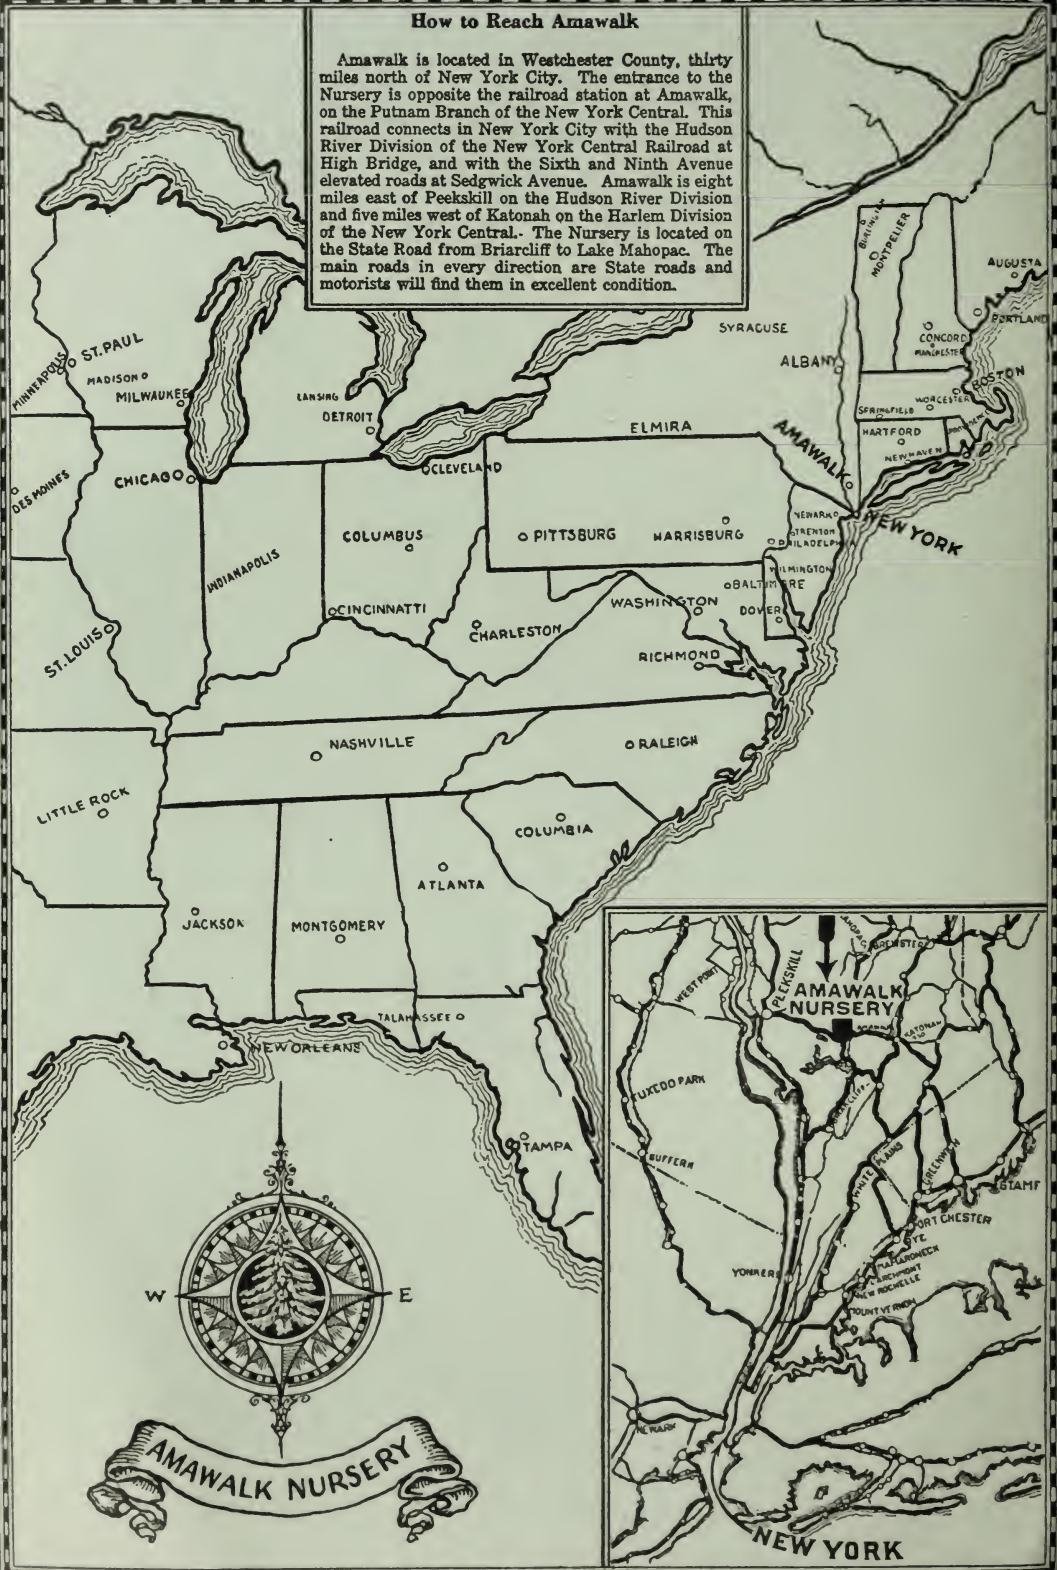 How to Reach Amawalk
Amawalk is located in Westchester County, thirty
miles north of New York City. The entrance to the
Nursery is opposite the railroad station at Amawalk,
on the Putnam Branch of the New York Central. This
railroad connects in New York City with the Hudson
River Division of the New York Central Railroad at
High Bridge, and with the Sixth and Ninth Avenue
elevated roads at Sedgwick Avenue. Amawalk is eight
miles east of Peekskill on the Hudson River Division
and five miles west of Katonah on the Harlem Division
of the New York Central.- The Nursery is located on
the State Road from Briarcliff to Lake Mahopac. The
main roads in every direction are State roads and
motorists will find them in excellent condition.
BURLINGTON
MONTPELIER
AUGUSTA
PORTLAND
SYRACUSE
CONCORD
MANCHESTER
ST. PAUL
MINNEAPOLIS
ALBANY
BOSTON
MADISON
MILWAUKEE
LANSING
DETROIT
WORCESTER
SPRINGFIELD
ELMIRA
AMAWALK
HARTFORD
NEW HAVEN
CLEVELAND
CHICAGO
DES MOINES
NEWARK
NEW YORK
COLUMBUS
PITTSBURG
HARRISBURG
TRENTON
PHILADELPHIA
INDIANAPOLIS
WILMINGTON
BALTIMORE
CINCINNATTI
WASHINGTON
DOVER
CHARLESTON
ST. LOUIS
RICHMOND
NASHVILLE
RALEIGH
LITTLE ROCK
COLUMBIA
ATLANTA
JACKSON
MONTGOMERY
TALAHASSEE
NEW ORLEANS
TAMPA
W
E
AMAWALK NURSERY
BREWSTER
WEST POINT
PEEKSKILL
AMAWALK
NURSERY
KATONAH
TUXEDO PARK
SUFFERN
WHITE PLAINS
GREENWICH
STAMF
PORT CHESTER
RYE
MAMARONECK
LARCHMONT
NEW ROCHELLE
YONKERS
MOUNT VERNON
NEWARK
NEW YORK